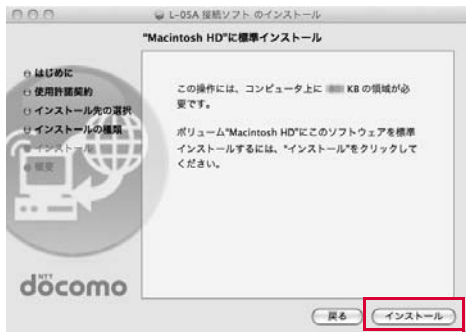 L-05A 接続ソフト のインストール
"Macintosh HD"に標準インストール
はじめに
使用許諾契約
インストール先の選択
インストールの種類
インストール
概要
この操作には、コンピュータ上に KB の領域が必
要です。
ボリューム"Macintosh HD"にこのソフトウェアを標準
インストールするには、"インストール"をクリックして
ください。
NTT
döcomo
戻る
インストール